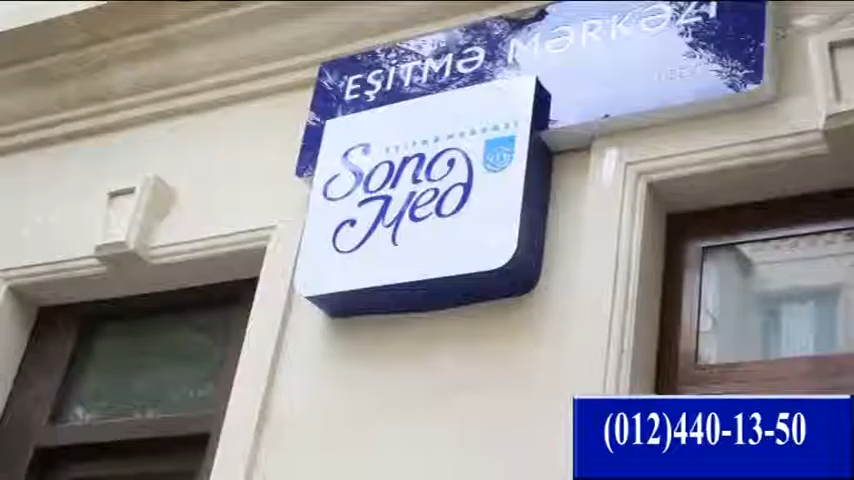 EŞİTMƏ MƏRKƏZİ
EŞİTMƏ MƏRKƏZİ
Sono
Med
(012)440-13-50